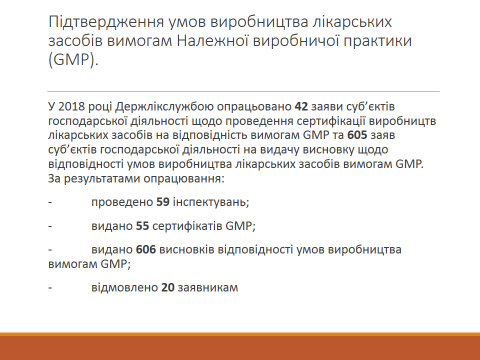 Підтвердження умов виробництва лікарських
засобів вимогам Належної виробничої практики
(GMP).
У 2018 році Держлікслужбою опрацьовано 42 заяви суб’єктів
господарської діяльності щодо проведення сертифікації виробництв
лікарських засобів на відповідність вимогам GMP та 605 заяв
суб’єктів господарської діяльності на видачу висновку щодо
відповідності умов виробництва лікарських засобів вимогам GMP.
За результатами опрацювання:
- проведено 59 інспектувань;
- видано 55 сертифікатів GMP;
- видано 606 висновків відповідності умов виробництва
вимогам GMP;
- відмовлено 20 заявникам